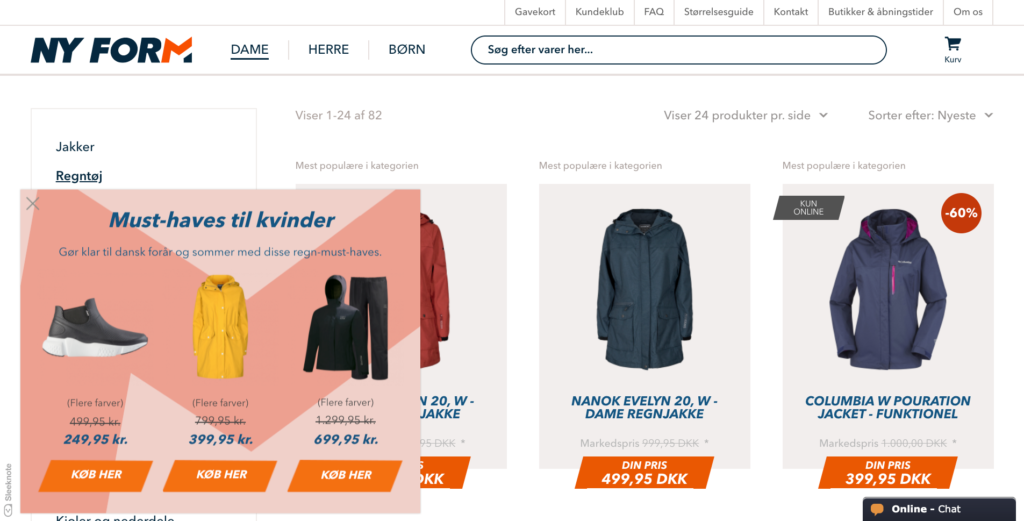 Gavekort Kundeklub FAQ Størrelsesguide Kontakt Butikker & åbningstider Om os
NY FORM DAME HERRE BØRN Søg efter varer her... Kurv
Viser 1-24 af 82 Viser 24 produkter pr. side Sorter efter: Nyeste
Jakker
Regntøj
Mest populære i kategorien Mest populære i kategorien Mest populære i kategorien
KUN
ONLINE
-60%
Columbia
Must-haves til kvinder
Gør klar til dansk forår og sommer med disse regn-must-haves.
(Flere farver) (Flere farver) (Flere farver)
499,95 kr. 799,95 kr. 1.299,95 kr.
249,95 kr. 399,95 kr. 699,95 kr.
KØB HER KØB HER KØB HER
Sleeknote
N 20, W -
JAKKE
95 DKK *
PRIS
DKK
NANOK EVELYN 20, W -
DAME REGNJAKKE
Markedspris 999,95 DKK *
DIN PRIS
499,95 DKK
COLUMBIA W POURATION
JACKET - FUNKTIONEL
Markedspris 1.000,00 DKK *
DIN PRIS
399,95 DKK
Kjoler og nederdele
Online - Chat